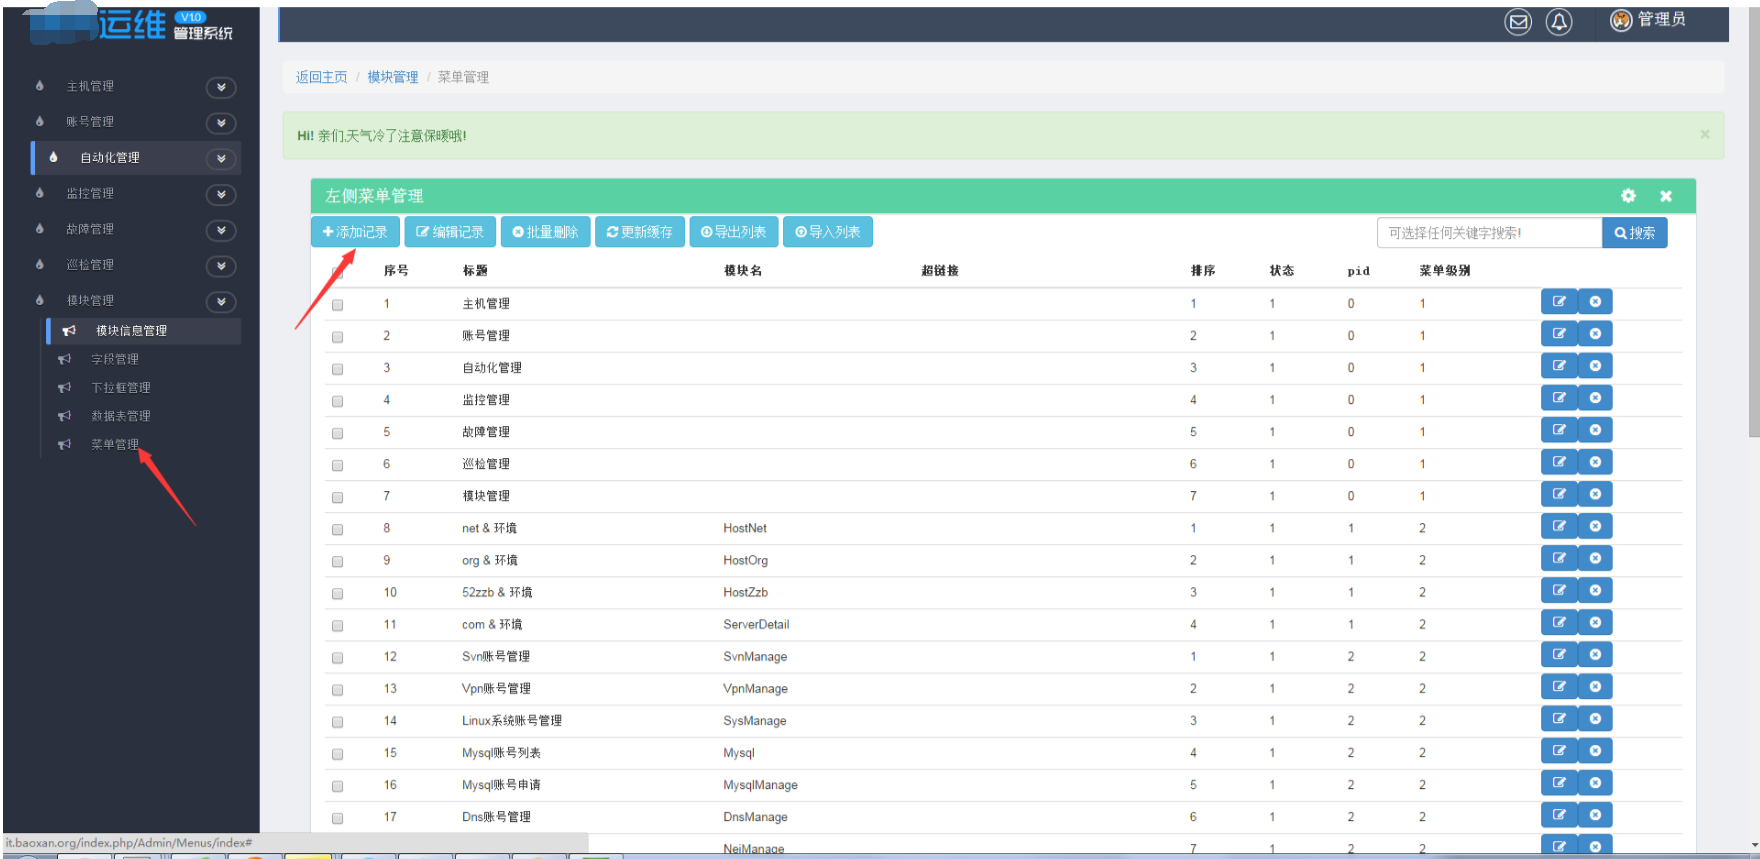 运维 V1.0 管理系统
管理员
主机管理
账号管理
自动化管理
监控管理
故障管理
巡检管理
模块管理
模块信息管理
字段管理
下拉框管理
数据表管理
菜单管理
返回主页 / 模块管理 / 菜单管理
Hi! 亲们,天气冷了注意保暖哦!
×
左侧菜单管理
添加记录 编辑记录 批量删除 更新缓存 导出列表 导入列表 可选择任何关键字搜索! 搜索
序号 标题 模块名 超链接 排序 状态 pid 菜单级别
1 主机管理 1 1 0 1
2 账号管理 2 1 0 1
3 自动化管理 3 1 0 1
4 监控管理 4 1 0 1
5 故障管理 5 1 0 1
6 巡检管理 6 1 0 1
7 模块管理 7 1 0 1
8 net & 环境 HostNet 1 1 1 2
9 org & 环境 HostOrg 2 1 1 2
10 52zzb & 环境 HostZzb 3 1 1 2
11 com & 环境 ServerDetail 4 1 1 2
12 Svn账号管理 SvnManage 1 1 2 2
13 Vpn账号管理 VpnManage 2 1 2 2
14 Linux系统账号管理 SysManage 3 1 2 2
15 Mysql账号列表 Mysql 4 1 2 2
16 Mysql账号申请 MysqlManage 5 1 2 2
17 Dns账号管理 DnsManage 6 1 2 2
NeiManage 7 1 2 2
it.baoxan.org/index.php/Admin/Menus/index#